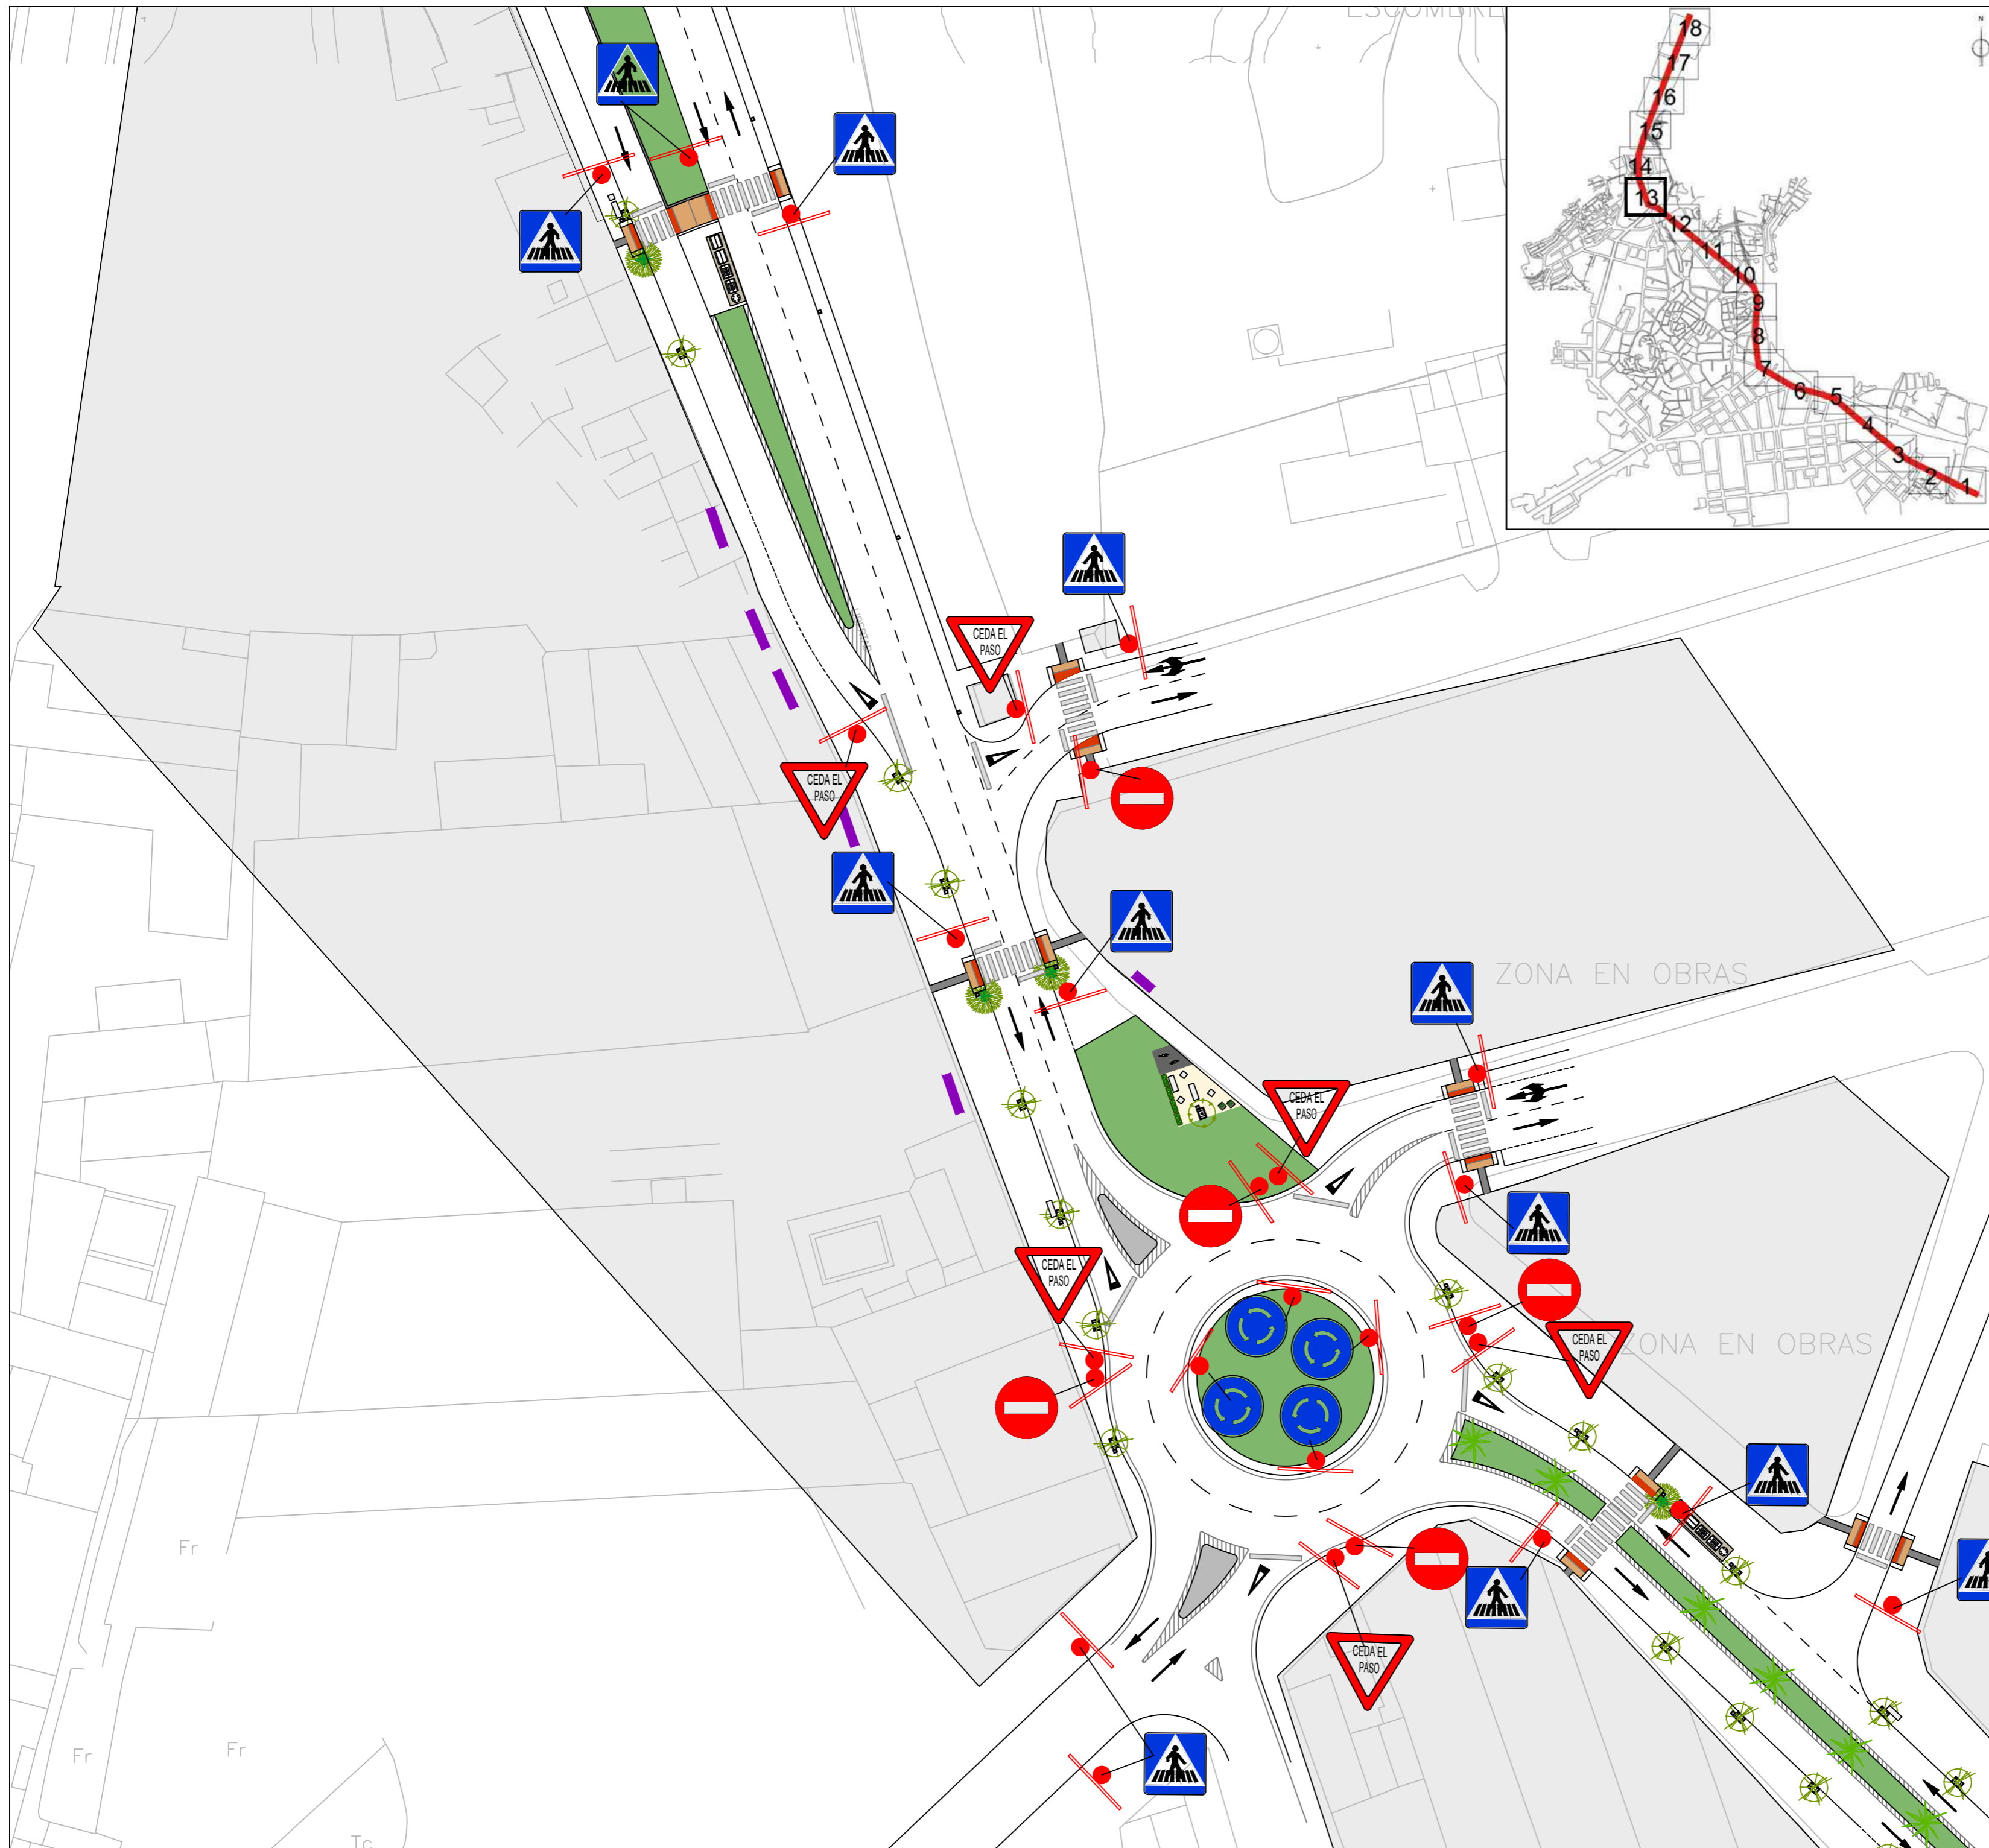 ESCOMBRE
N
18
17
16
15
14
13
12
11
10
9
8
7
6
5
4
3
2
1
CEDA EL
PASO
CEDA EL
PASO
ZONA EN OBRAS
CEDA EL
PASO
CEDA EL
PASO
CEDA EL
PASO
ZONA EN OBRAS
Fr
CEDA EL
PASO
Fr
Fr
Tc